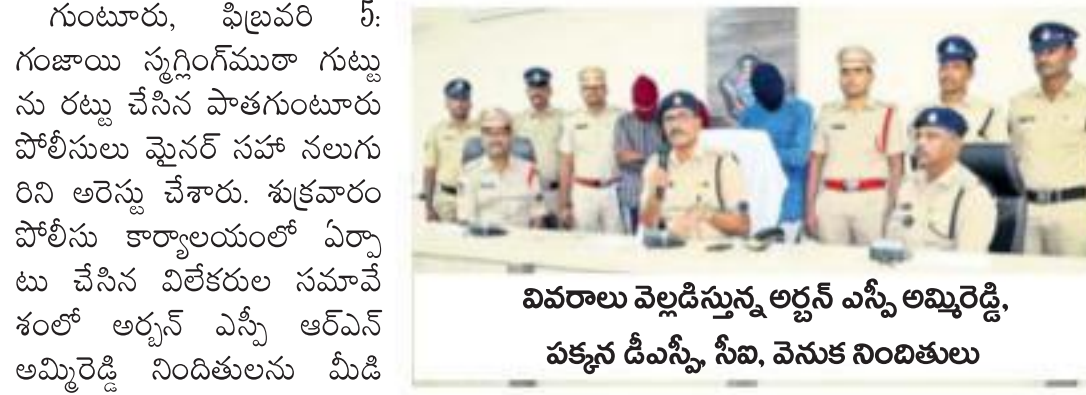 గుంటూరు, ఫిబ్రవరి 5:
గంజాయి స్మగ్లింగ్‌ముఠా గుట్టు
ను రట్టు చేసిన పాతగుంటూరు
పోలీసులు మైనర్ సహా నలుగు
రిని అరెస్టు చేశారు. శుక్రవారం
పోలీసు కార్యాలయంలో ఏర్పా
టు చేసిన విలేకరుల సమావే
శంలో అర్బన్ ఎస్పీ ఆర్ఎన్
అమ్మిరెడ్డి నిందితులను మీడి
వివరాలు వెల్లడిస్తున్న అర్బన్ ఎస్పీ అమ్మిరెడ్డి,
పక్కన డీఎస్పీ, సీఐ, వెనుక నిందితులు